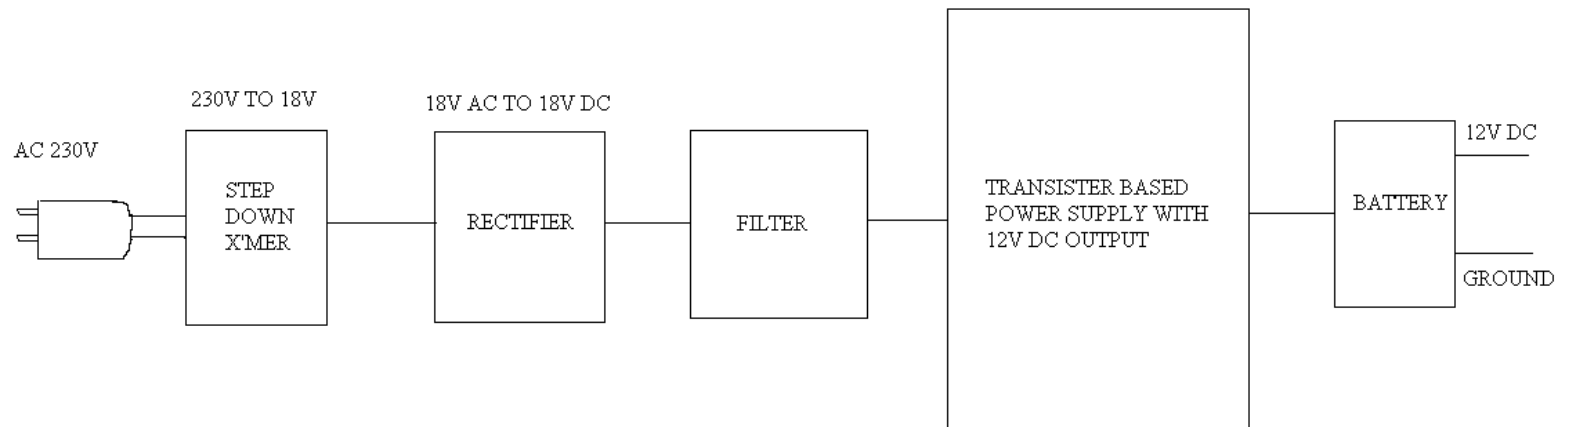 AC 230V
230V TO 18V
STEP
DOWN
X'MER
18V AC TO 18V DC
RECTIFIER
FILTER
TRANSISTER BASED
POWER SUPPLY WITH
12V DC OUTPUT
BATTERY
12V DC
GROUND